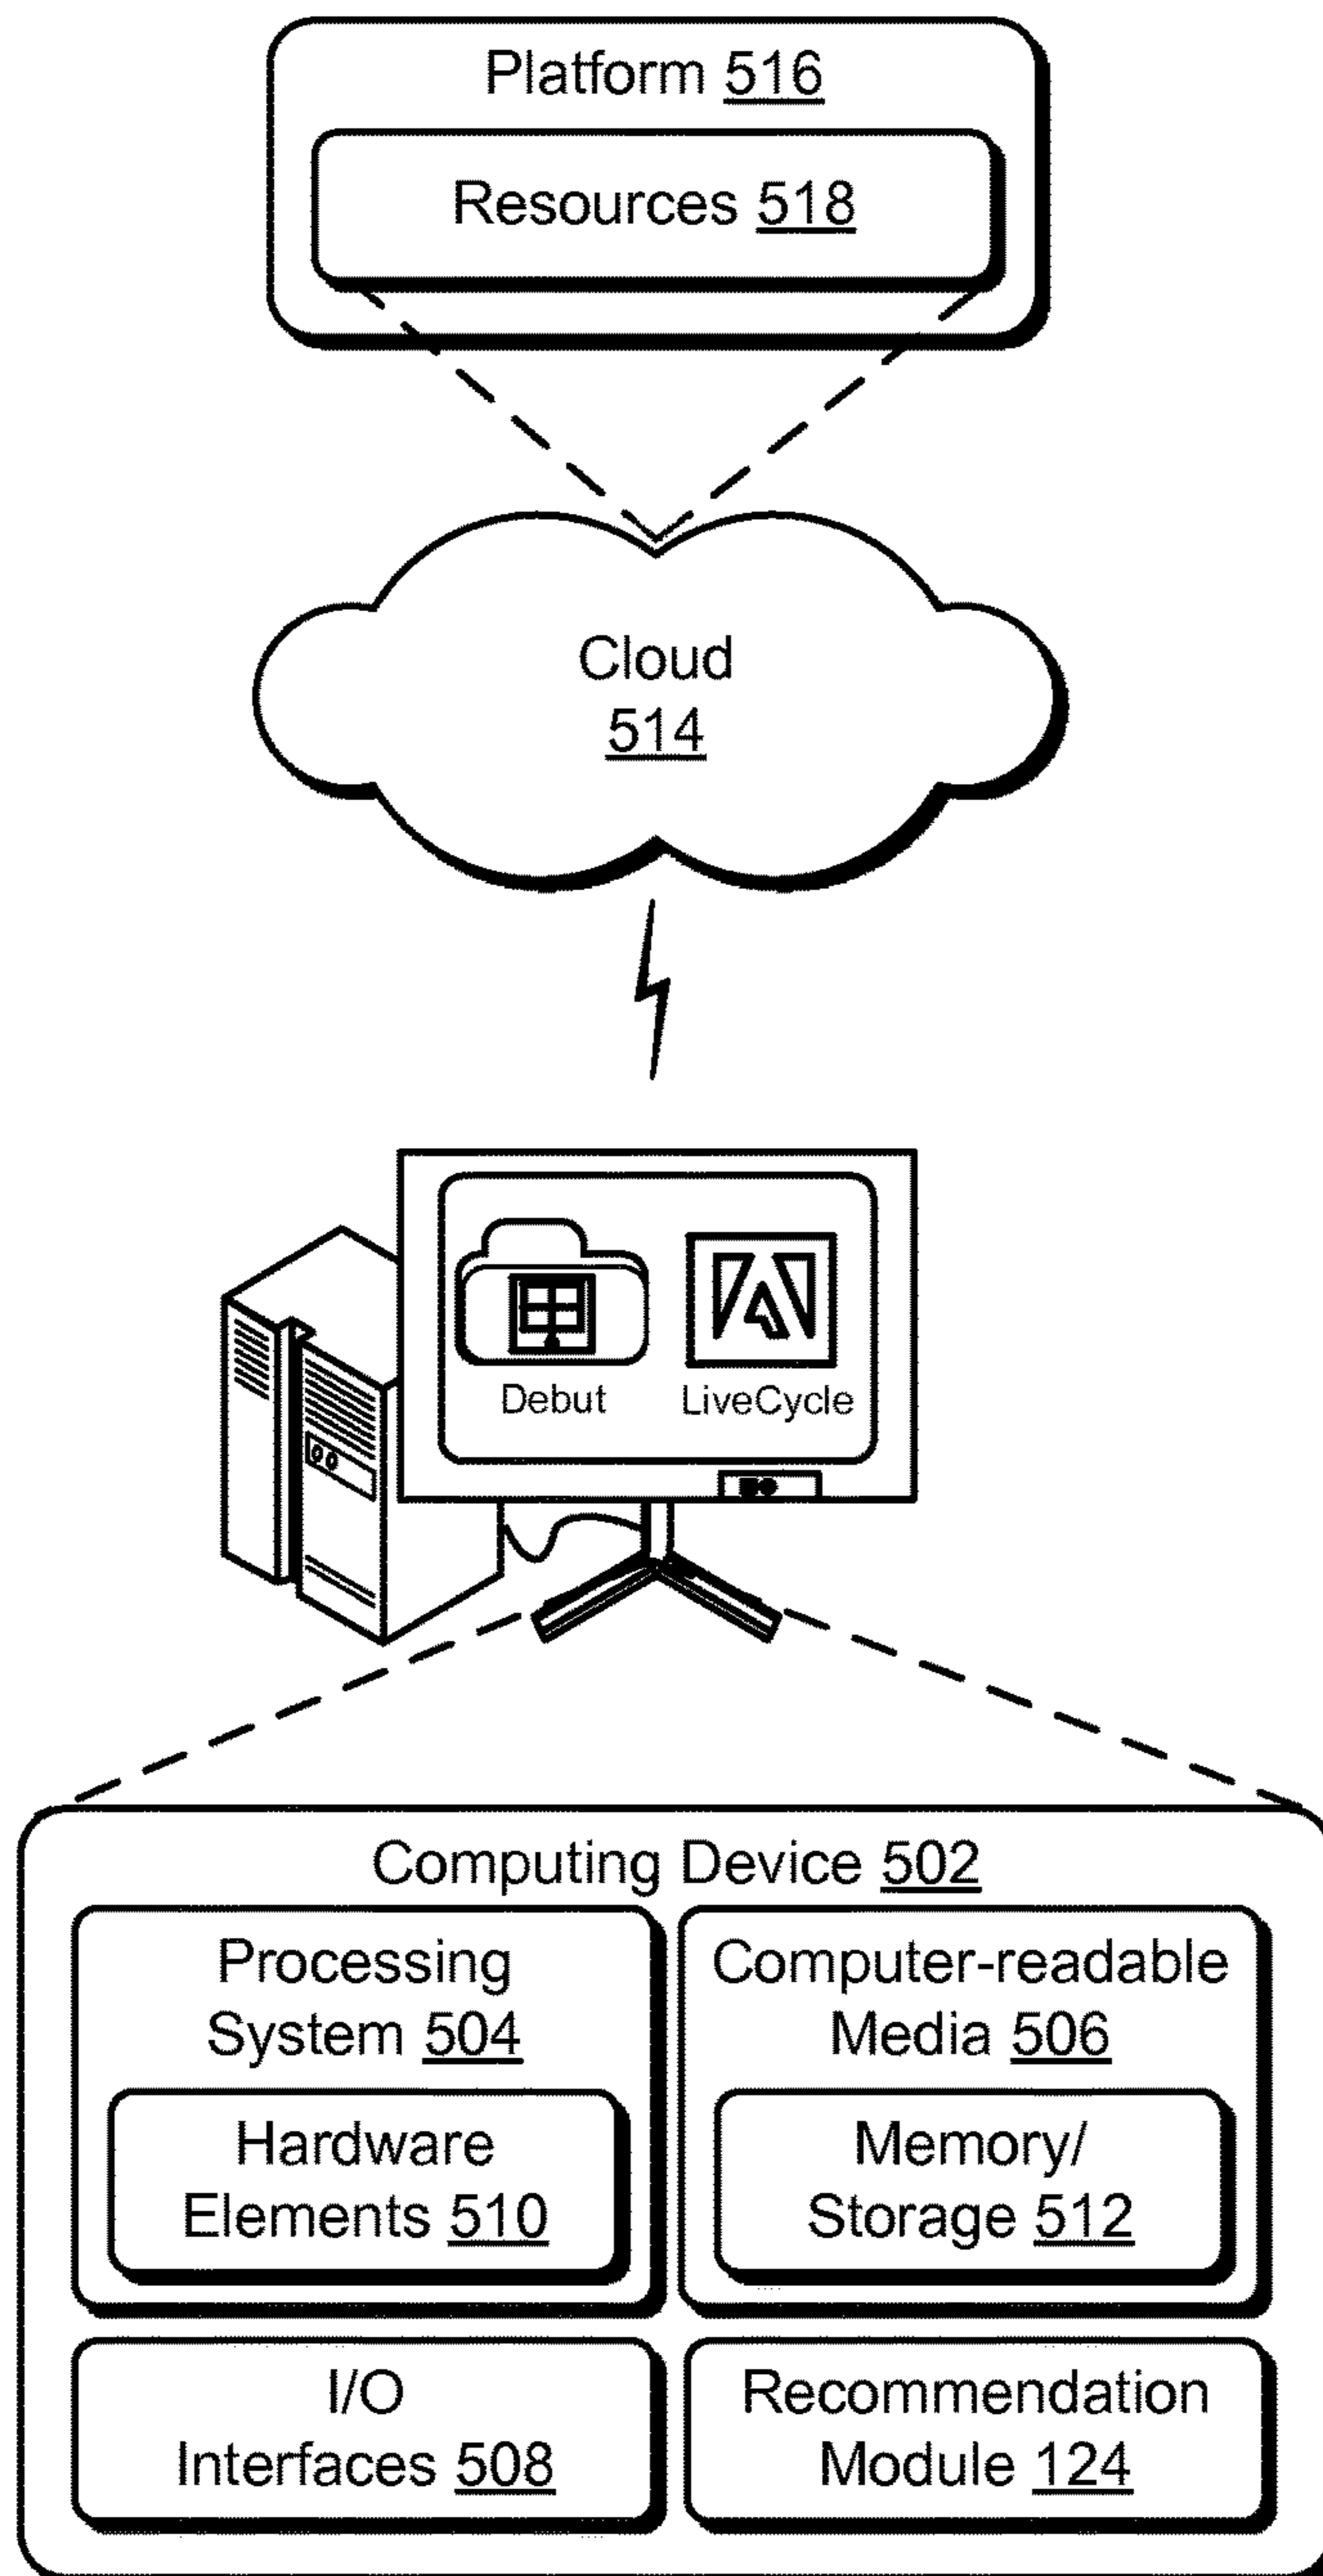 Platform 516
Resources 518
Cloud
514
Debut
LiveCycle
Computing Device 502
Processing
System 504
Hardware
Elements 510
Computer-readable
Media 506
Memory/
Storage 512
I/O
Interfaces 508
Recommendation
Module 124